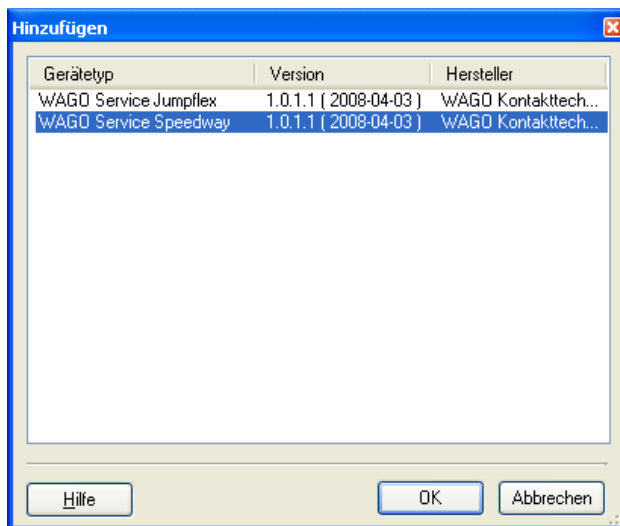 Hinzufügen
Gerätetyp Version Hersteller
WAGO Service Jumpflex 1.0.1.1 ( 2008-04-03 ) WAGO Kontakttech...
WAGO Service Speedway 1.0.1.1 ( 2008-04-03 ) WAGO Kontakttech...
Hilfe OK Abbrechen